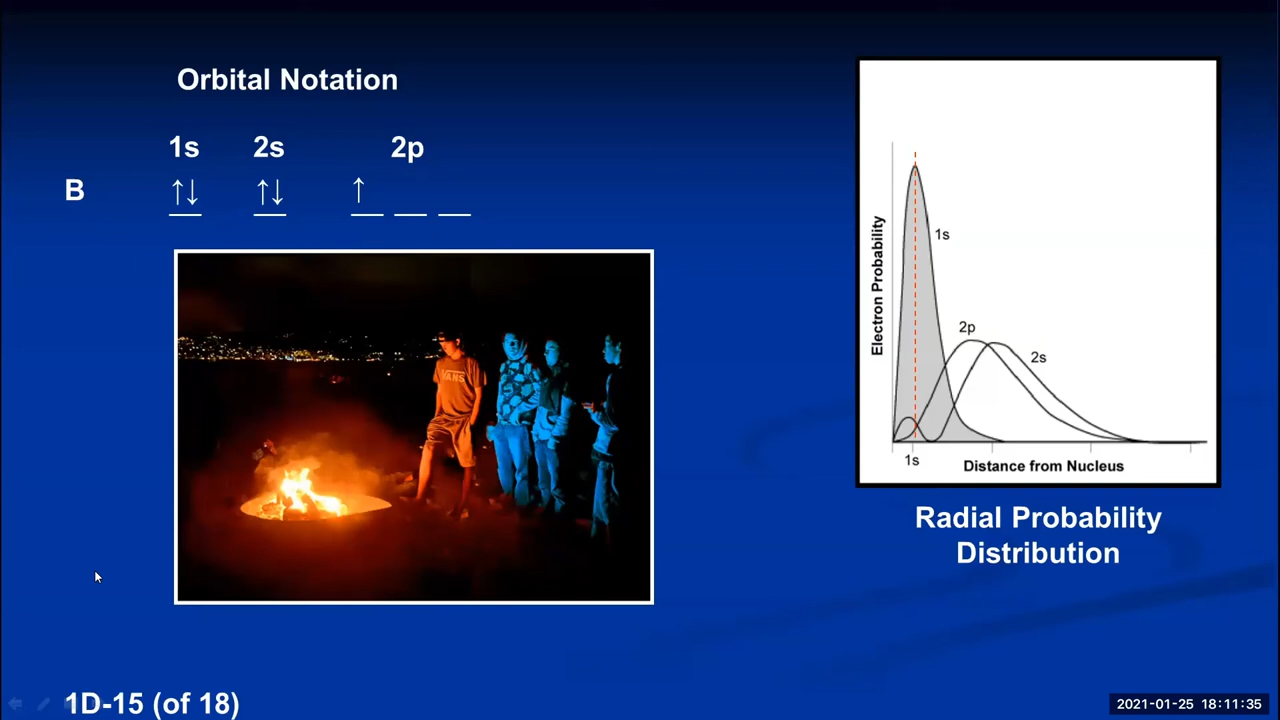 Orbital Notation
1s 2s 2p
B ↑↓ ↑↓ ↑
VANS
Electron Probability
1s
2p
2s
1s
Distance from Nucleus
Radial Probability
Distribution
1D-15 (of 18)
2021-01-25 18:11:35